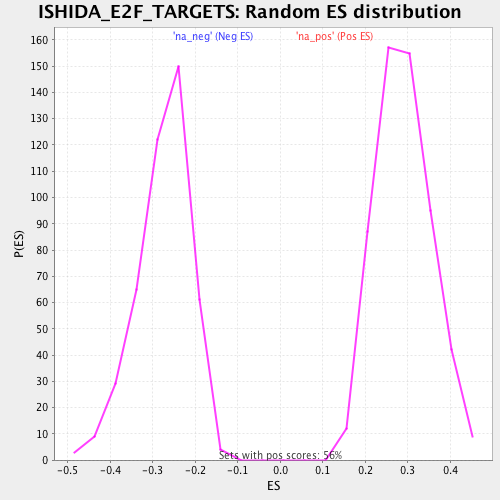 ISHIDA_E2F_TARGETS: Random ES distribution
'na_neg' (Neg ES) 'na_pos' (Pos ES)
160
150
140
130
120
110
100
90
80
70
60
50
40
30
20
10
0
P(ES)
Sets with pos scores: 56%
-0.5 -0.4 -0.3 -0.2 -0.1 0.0 0.1 0.2 0.3 0.4
ES